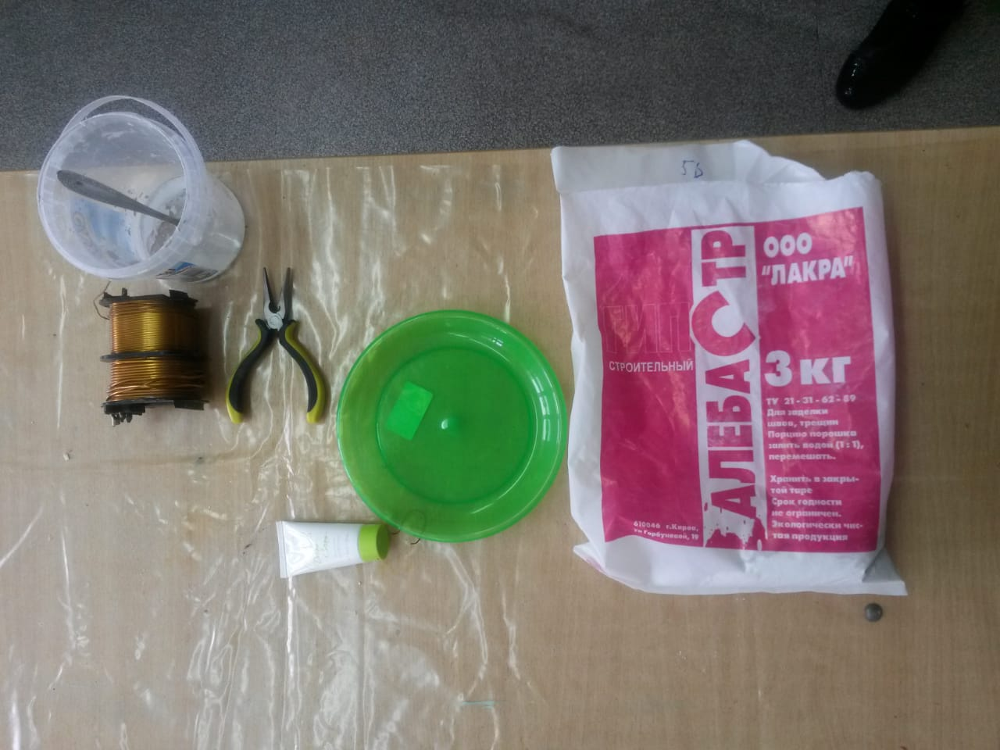 5Б
ГИПС
СТРОИТЕЛЬНЫЙ
АЛЕБАСТР
ООО
"ЛАКРА"
3 кг
ТУ 21-31-62-89
Для заделки
швов, трещин
Порцию порошка
залить водой (1:1),
перемешать.
Хранить в закры-
той таре
Срок годности
не ограничен.
Экологически чис-
тая продукция
610046 г.Киров,
ул Горбуновой, 19